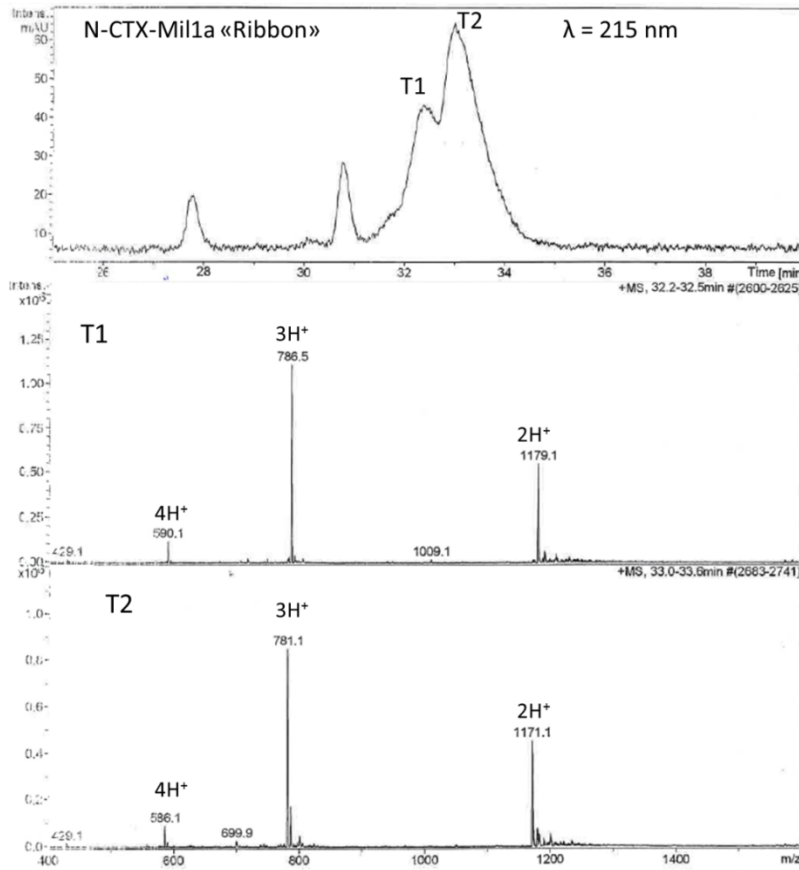 Intens.
mAU
N-CTX-Mil1a «Ribbon»
λ = 215 nm
T2
T1
60
50
40
30
20
10
26 28 30 32 34 36 38 Time [min
Intens.
x10
+MS, 32.2-32.5min #(2600-2625)
T1
1.25
1.00
0.75
0.50
0.25
0.00
3H⁺
786.5
2H⁺
1179.1
4H⁺
590.1
429.1
1009.1
x10
+MS, 33.0-33.6min #(2683-2741)
T2
1.0
0.8
0.6
0.4
0.2
0.0
3H⁺
781.1
2H⁺
1171.1
4H⁺
586.1
699.9
429.1
400 600 800 1000 1200 1400 m/z